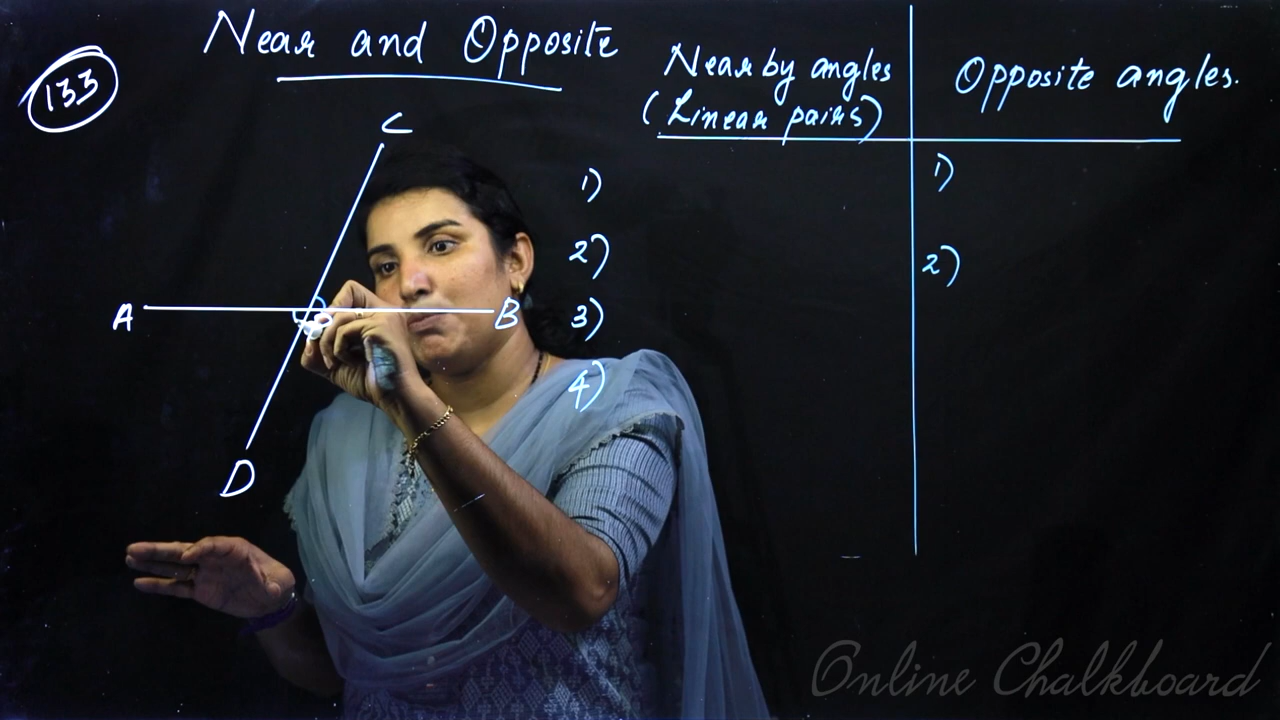 133
Near and Opposite
Near by angles
(Linear pairs)
Opposite angles.
C
A
B
D
1)
2)
3)
4)
1)
2)
Online Chalkboard